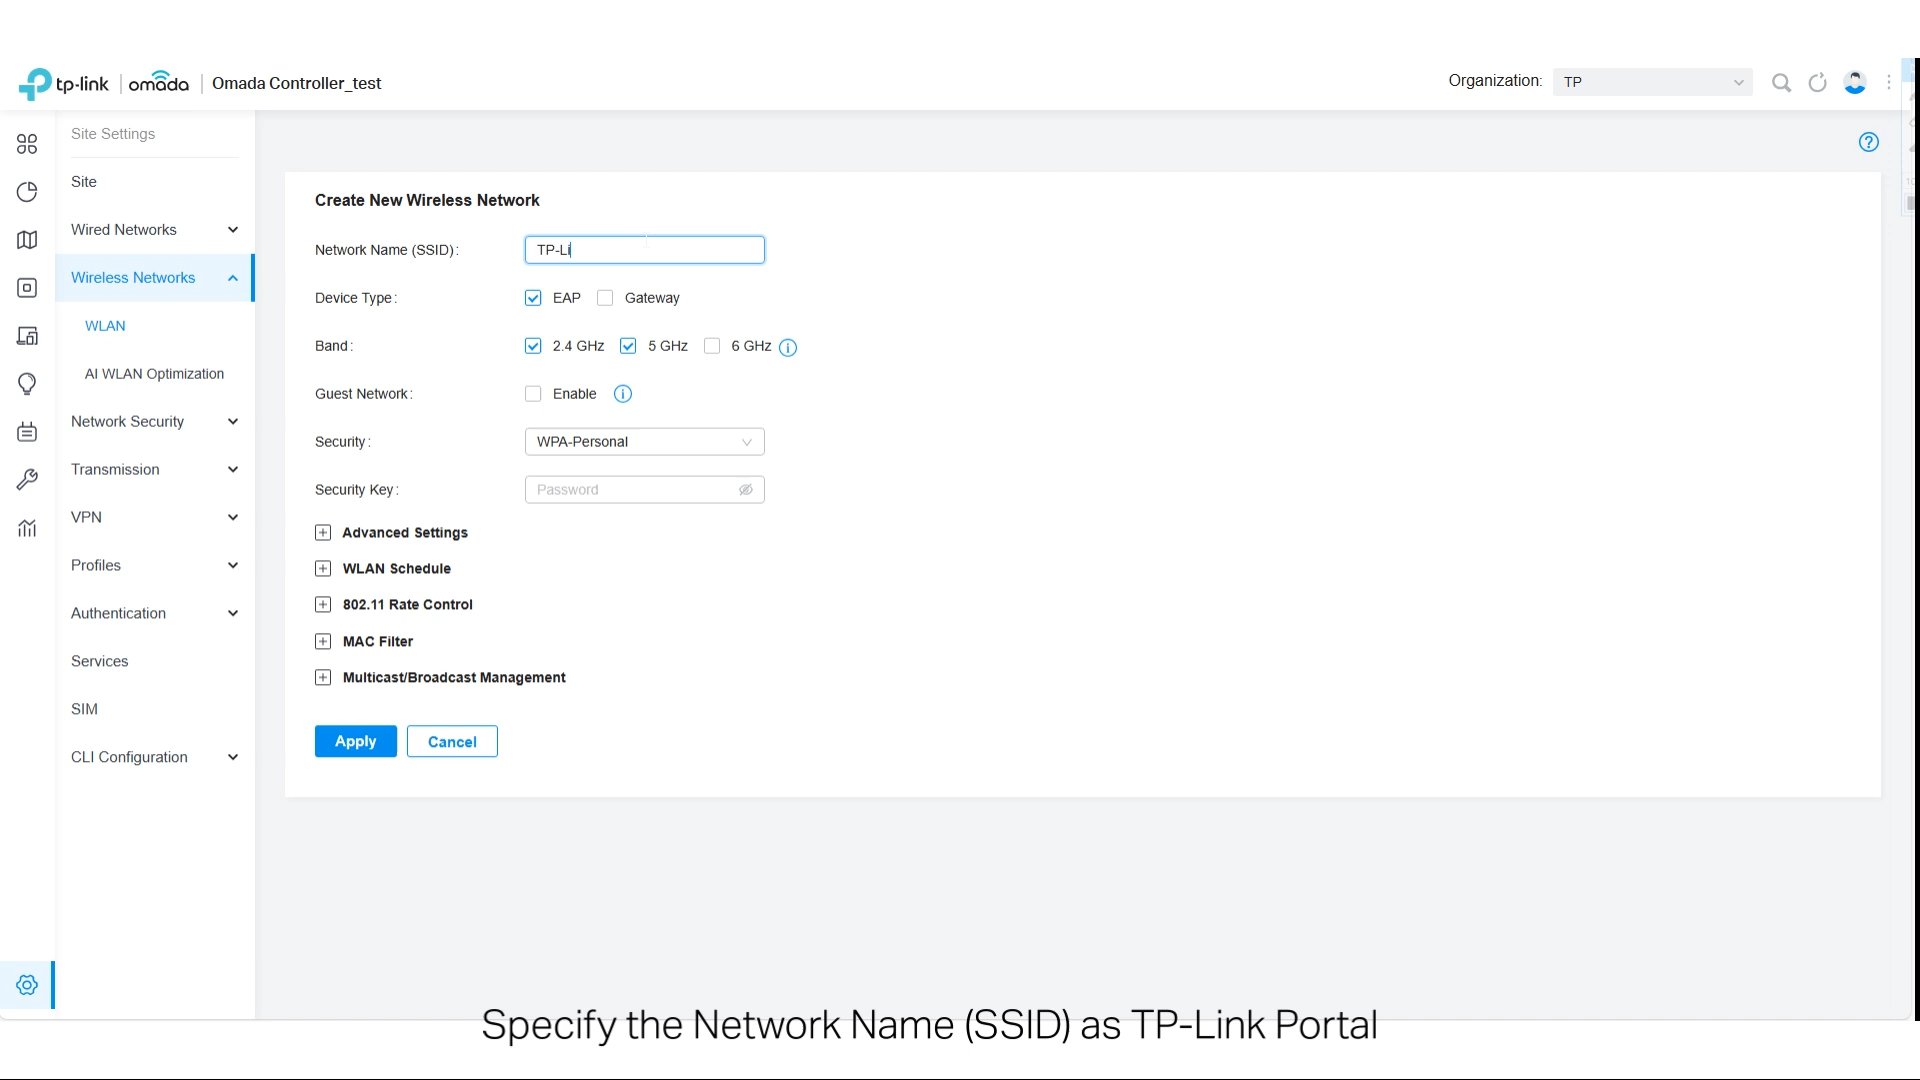 tp-link | omada | Omada Controller_test
Organization: TP
Site Settings
Site
Wired Networks
Wireless Networks
WLAN
AI WLAN Optimization
Network Security
Transmission
VPN
Profiles
Authentication
Services
SIM
CLI Configuration
Create New Wireless Network
Network Name (SSID): TP-Li
Device Type: EAP Gateway
Band: 2.4 GHz 5 GHz 6 GHz
Guest Network: Enable
Security: WPA-Personal
Security Key: Password
Advanced Settings
WLAN Schedule
802.11 Rate Control
MAC Filter
Multicast/Broadcast Management
Apply Cancel
Specify the Network Name (SSID) as TP-Link Portal